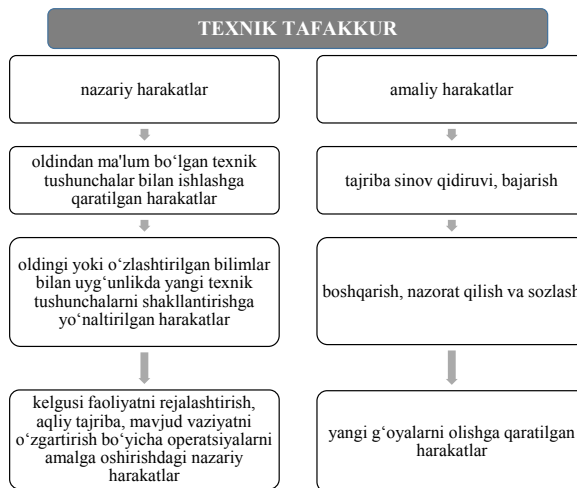 TEXNIK TAFAKKUR
nazariy harakatlar
amaliy harakatlar
oldindan ma'lum bo‘lgan texnik
tushunchalar bilan ishlashga
qaratilgan harakatlar
tajriba sinov qidiruvi, bajarish
oldingi yoki o‘zlashtirilgan bilimlar
bilan uyg‘unlikda yangi texnik
tushunchalarni shakllantirishga
yo‘naltirilgan harakatlar
boshqarish, nazorat qilish va sozlash
kelgusi faoliyatni rejalashtirish,
aqliy tajriba, mavjud vaziyatni
o‘zgartirish bo‘yicha operatsiyalarni
amalga oshirishdagi nazariy
harakatlar
yangi g‘oyalarni olishga qaratilgan
harakatlar